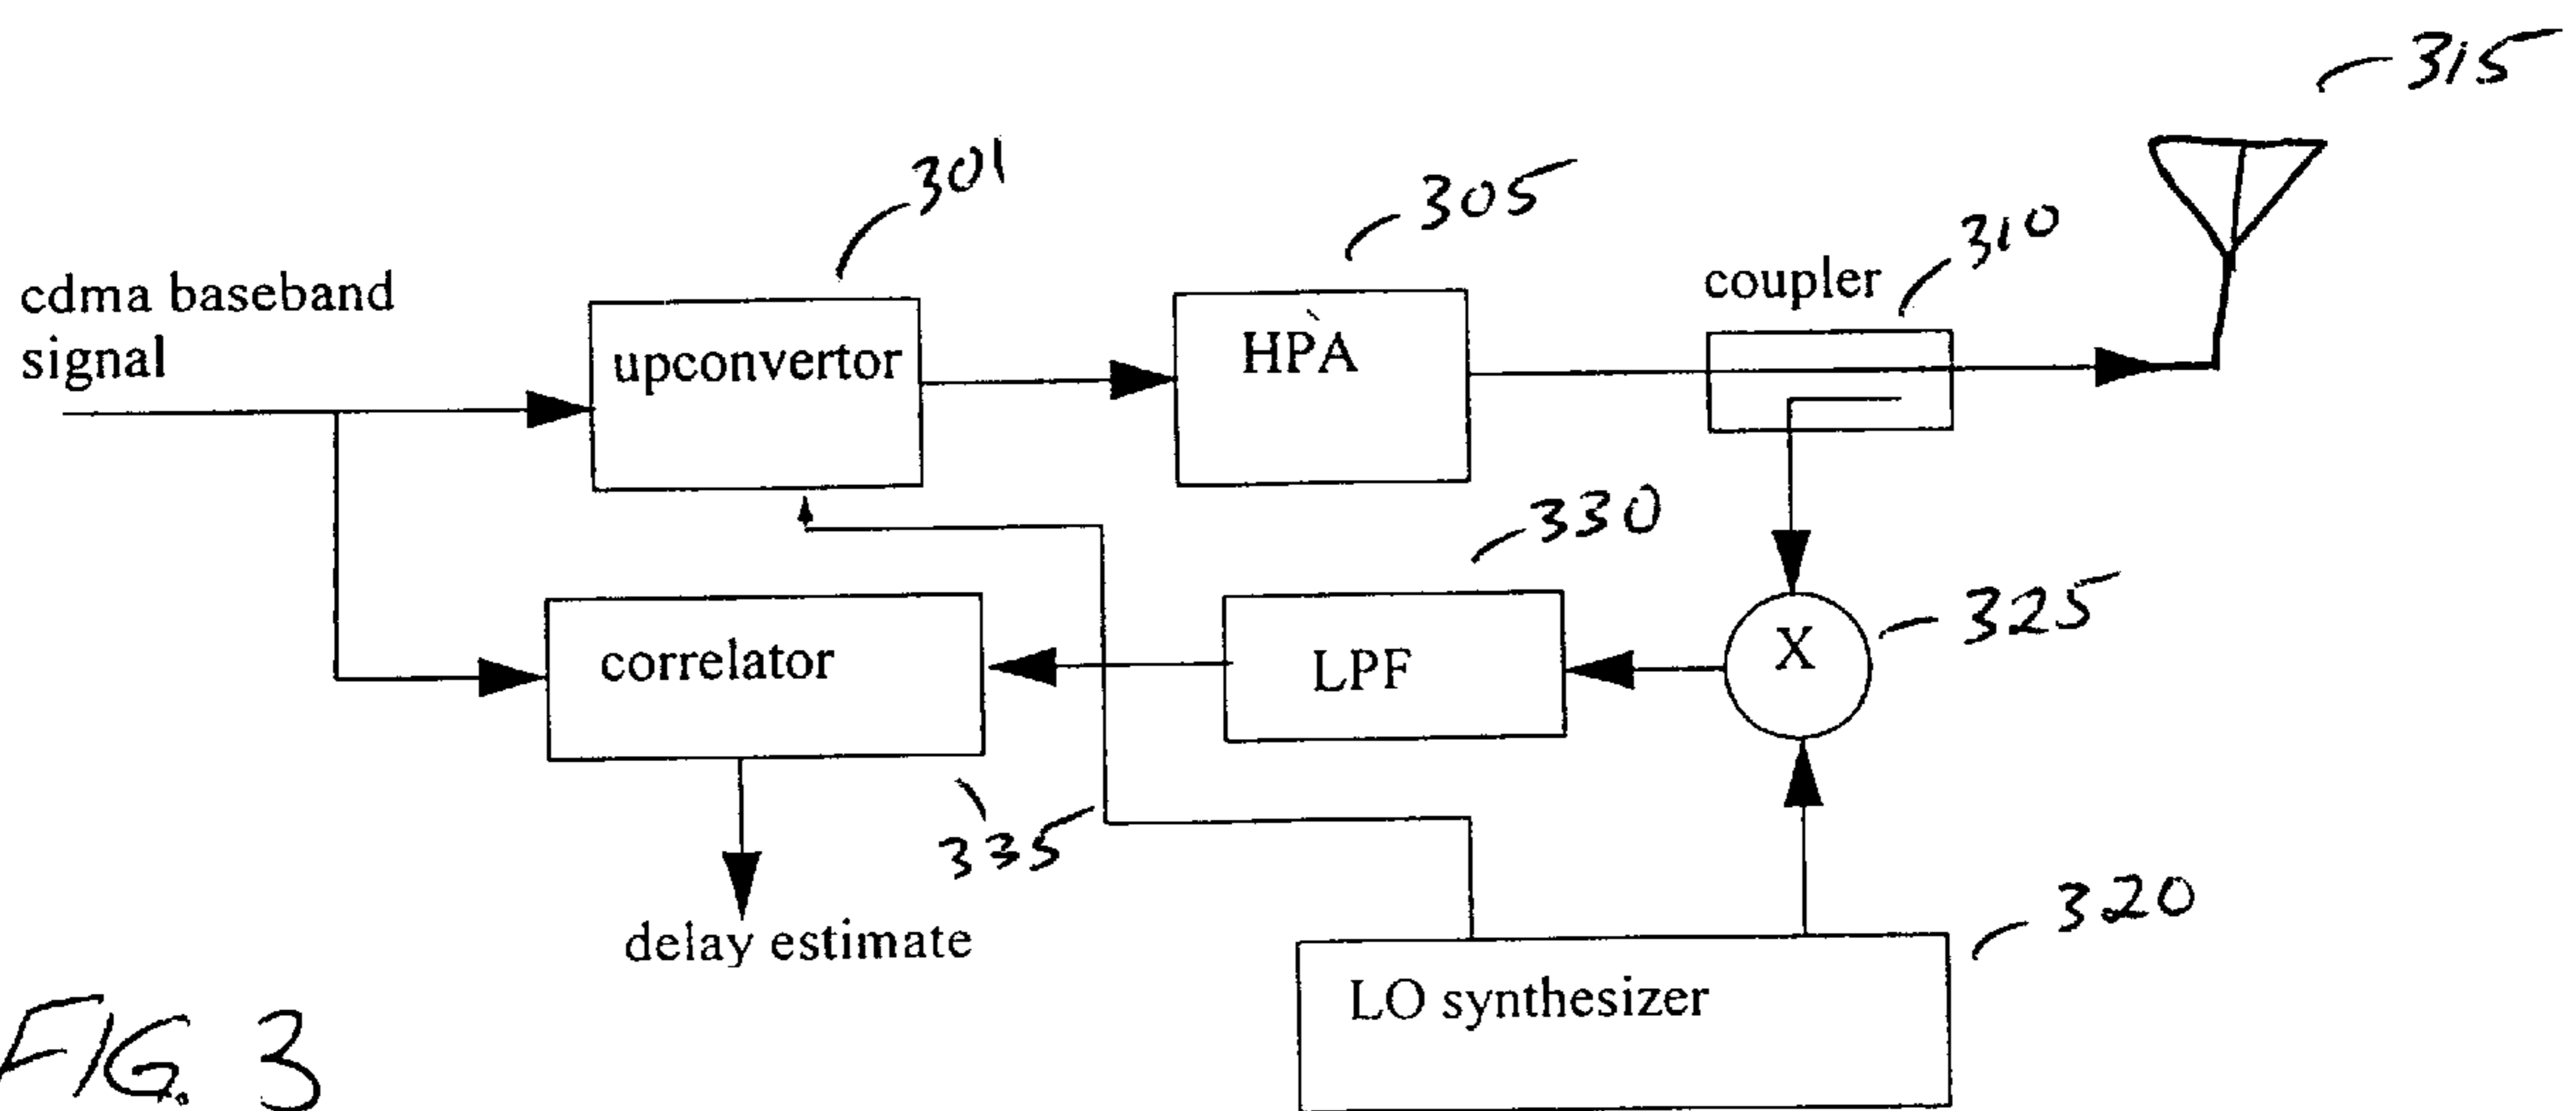 315
301
305
310
coupler
cdma baseband
signal
upconvertor
HPA
330
325
correlator
LPF
X
335
320
delay estimate
LO synthesizer
FIG. 3